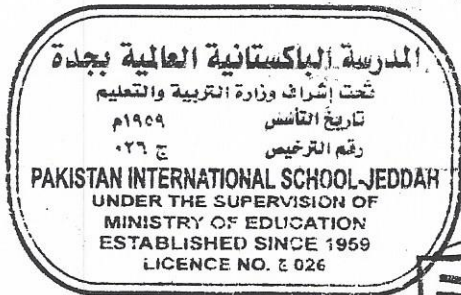 المدرسة الباكستانية العالمية بجدة
تحت إشراف وزارة التربية والتعليم
تاريخ التأسس ١٩٥٩م
رقم الترخيص ج ٠٢٦
PAKISTAN INTERNATIONAL SCHOOL-JEDDAH
UNDER THE SUPERVISION OF
MINISTRY OF EDUCATION
ESTABLISHED SINCE 1959
LICENCE NO. ج 026